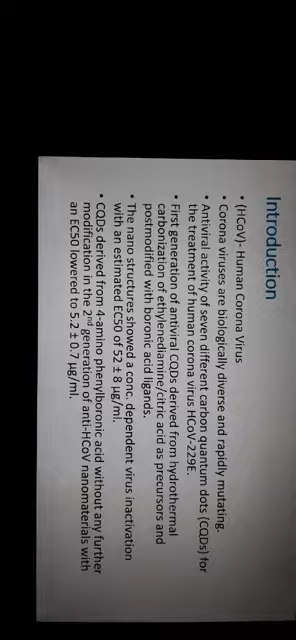 Introduction
• (HCoV)- Human Corona Virus
• Corona viruses are biologically diverse and rapidly mutating.
• Antiviral activity of seven different carbon quantum dots (CQDs) for
the treatment of human corona virus HCoV-229E.
• First generation of antiviral CQDs derived from hydrothermal
carbonization of ethylenediamine/citric acid as precursors and
postmodified with boronic acid ligands.
• The nano structures showed a conc. dependent virus inactivation
with an estimated EC50 of 52 ± 8 μg/ml.
• CQDs derived from 4-amino phenylboronic acid without any further
modification in the 2nd generation of anti-HCoV nanomaterials with
an EC50 lowered to 5.2 ± 0.7 μg/ml.